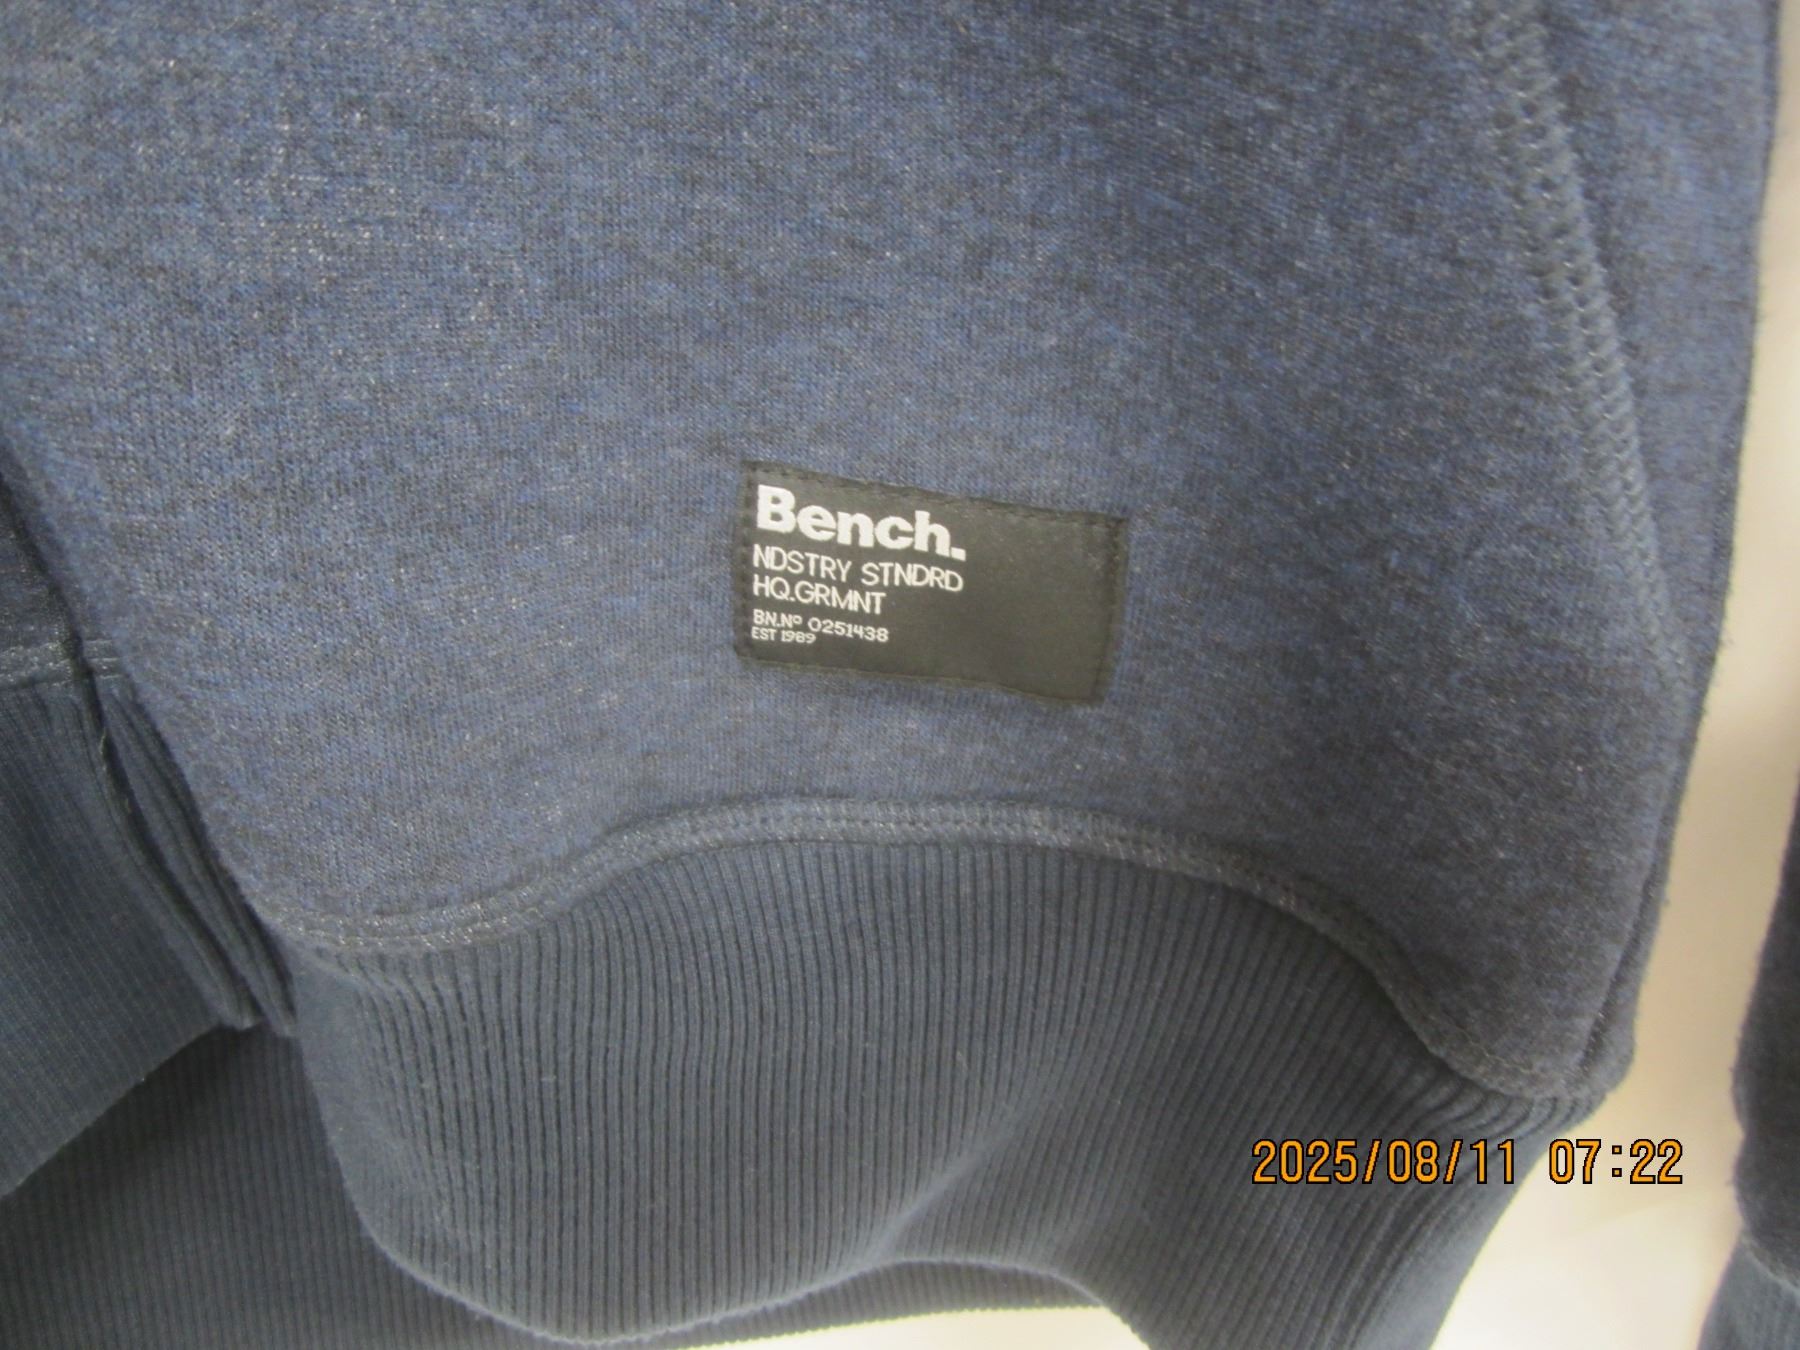 Bench.
NDSTRY STNDRD
HQ.GRMNT
BN.Nº 0251438
EST 1989
2025/08/11 07:22